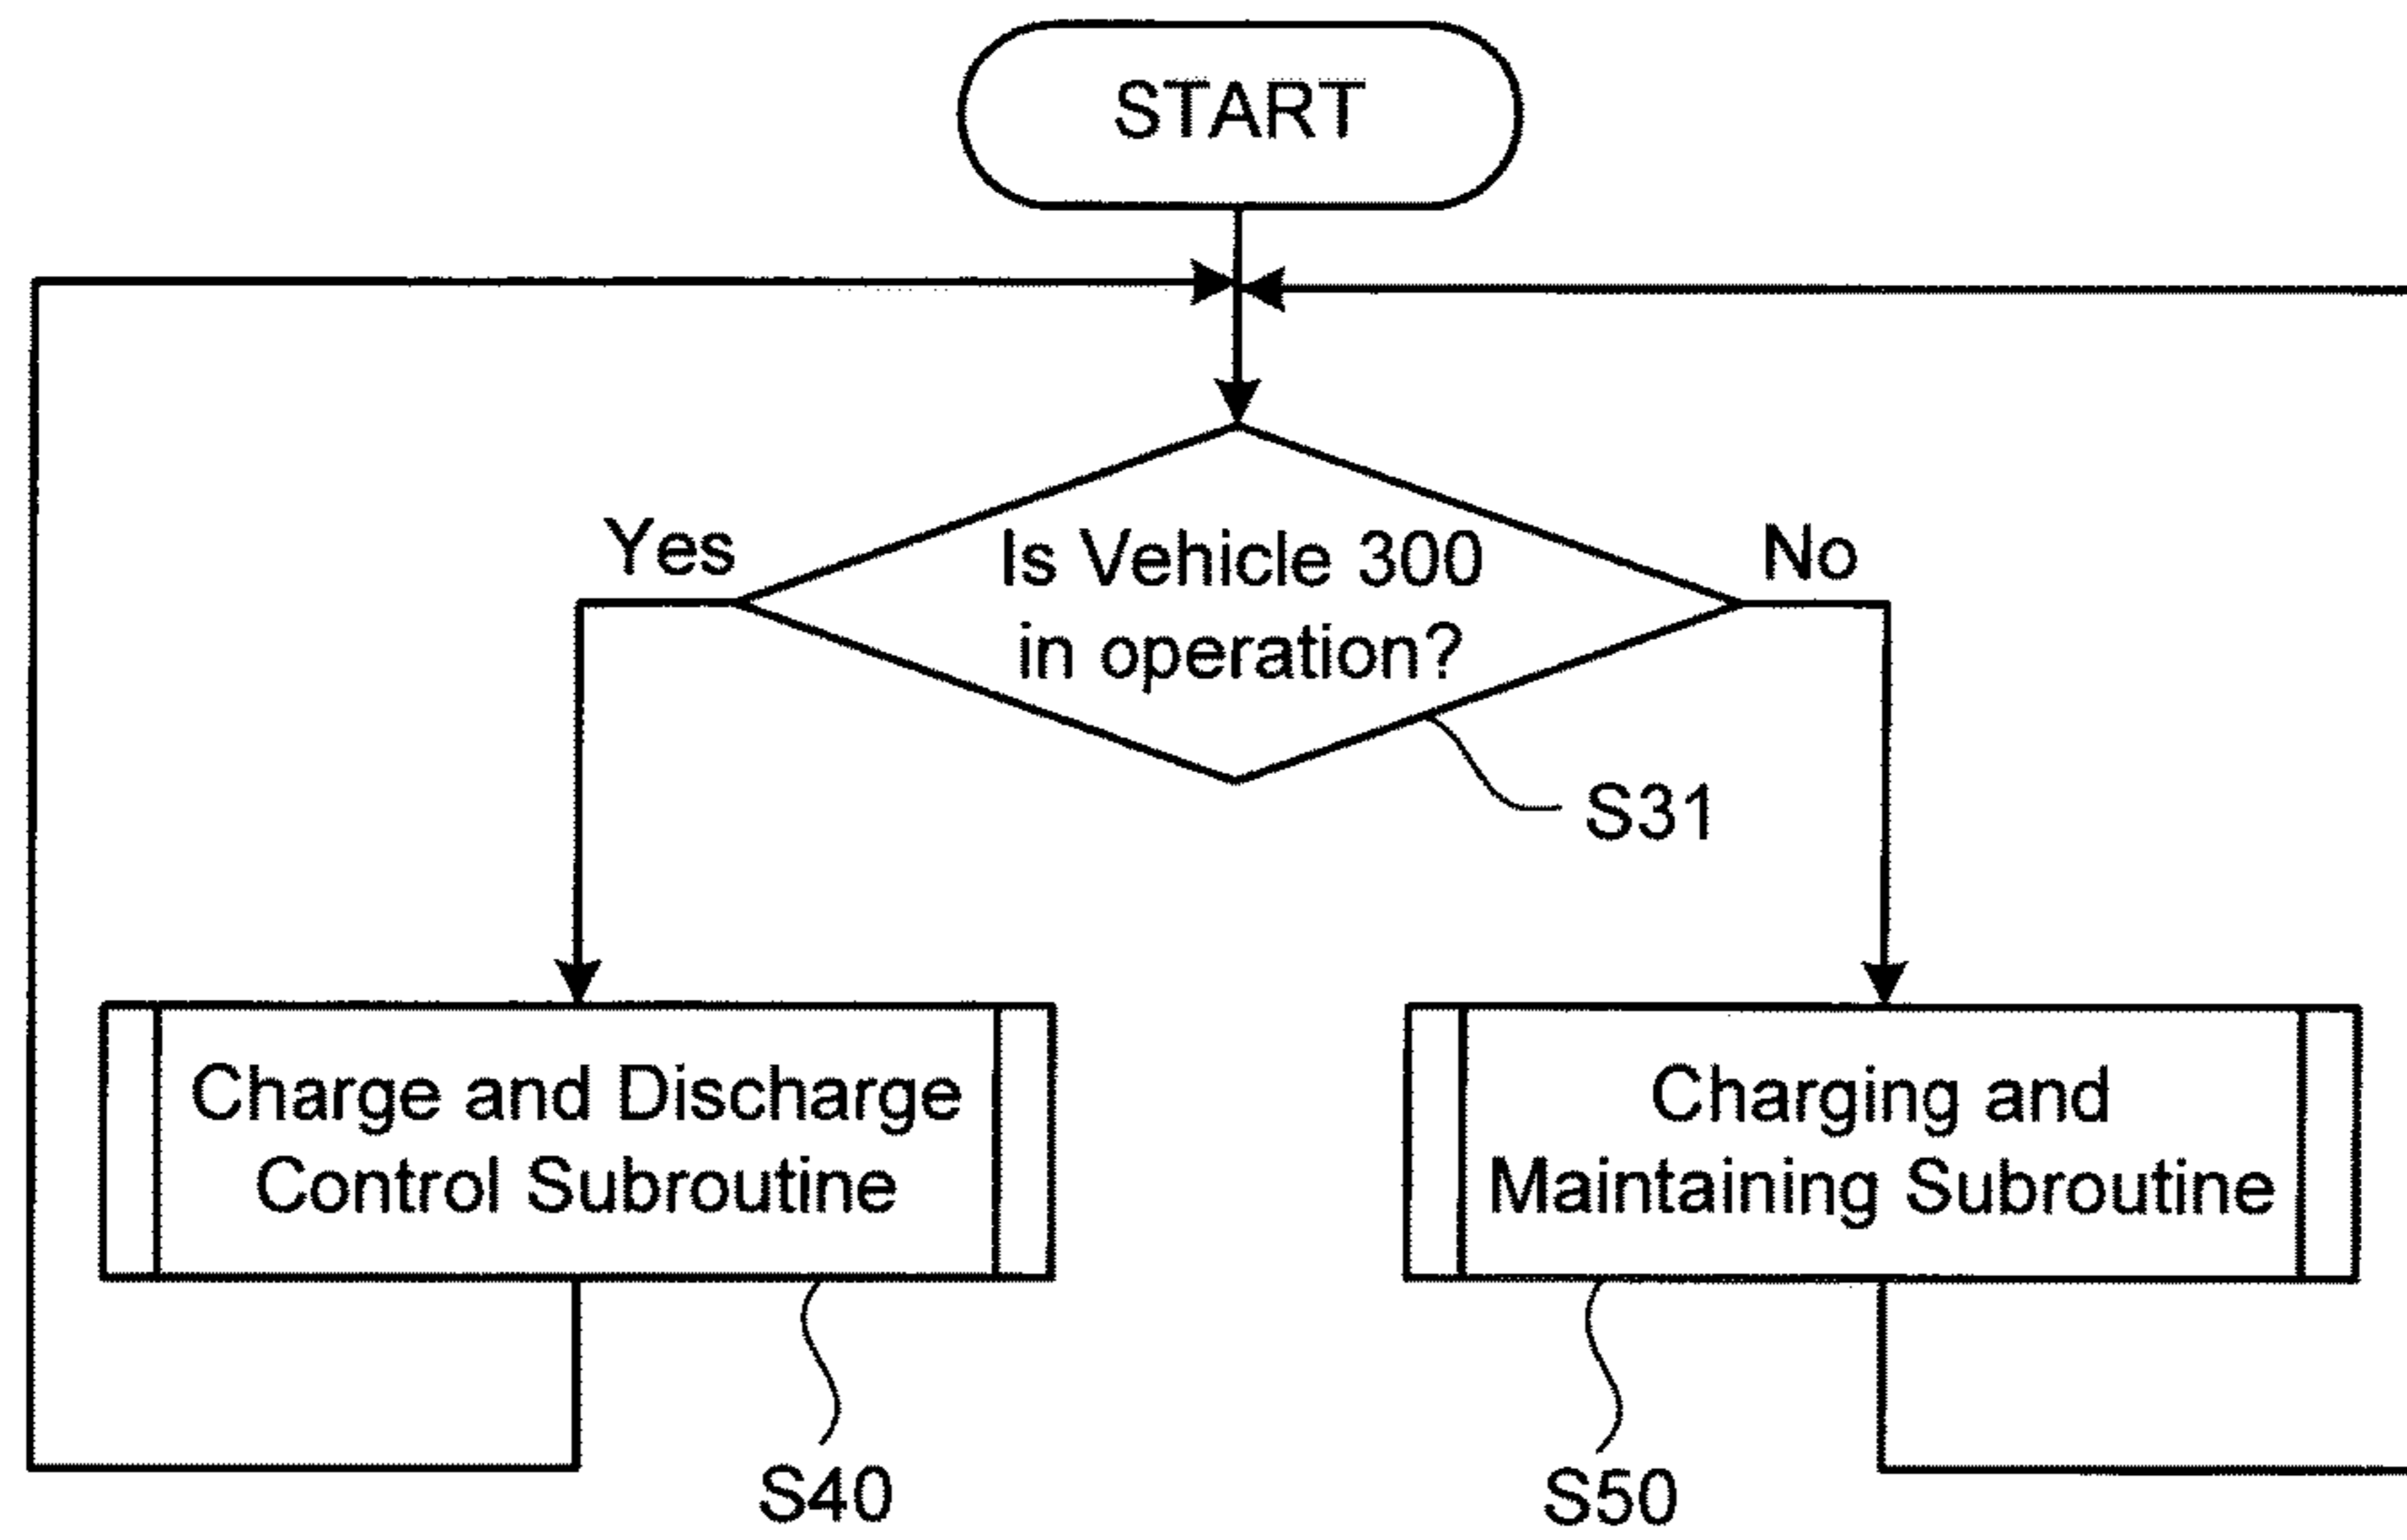 START
Yes
Is Vehicle 300
in operation?
No
S31
Charge and Discharge
Control Subroutine
Charging and
Maintaining Subroutine
S40
S50